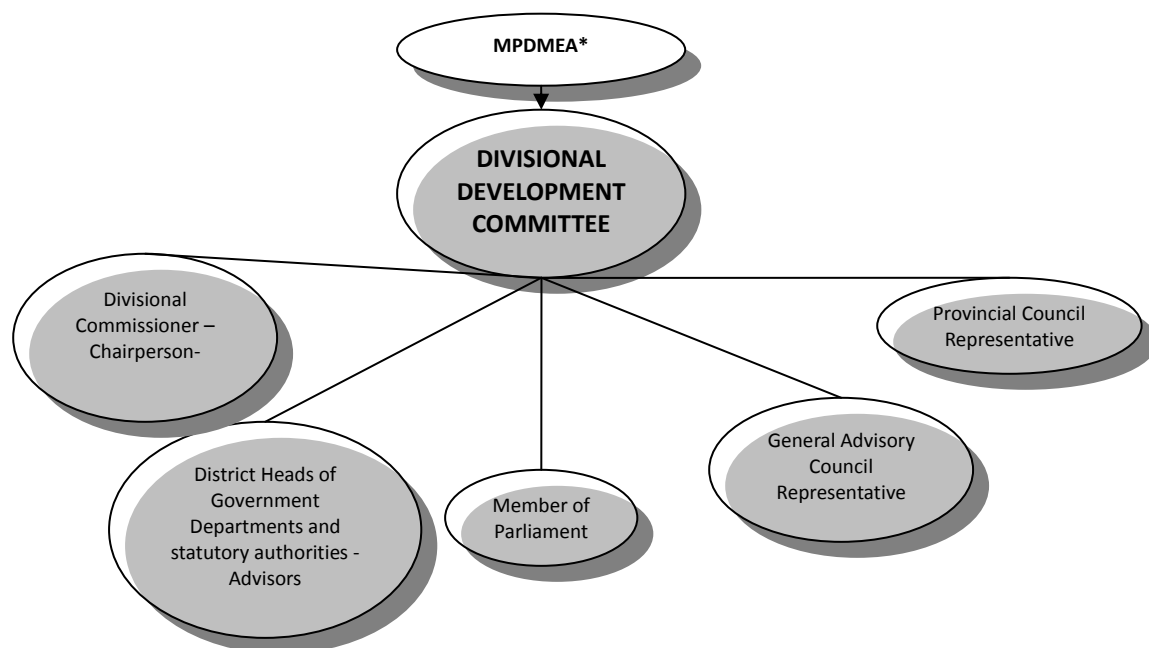 MPDMEA*
DIVISIONAL
DEVELOPMENT
COMMITTEE
Divisional
Commissioner –
Chairperson-
Provincial Council
Representative
District Heads of
Government
Departments and
statutory authorities -
Advisors
Member of
Parliament
General Advisory
Council
Representative